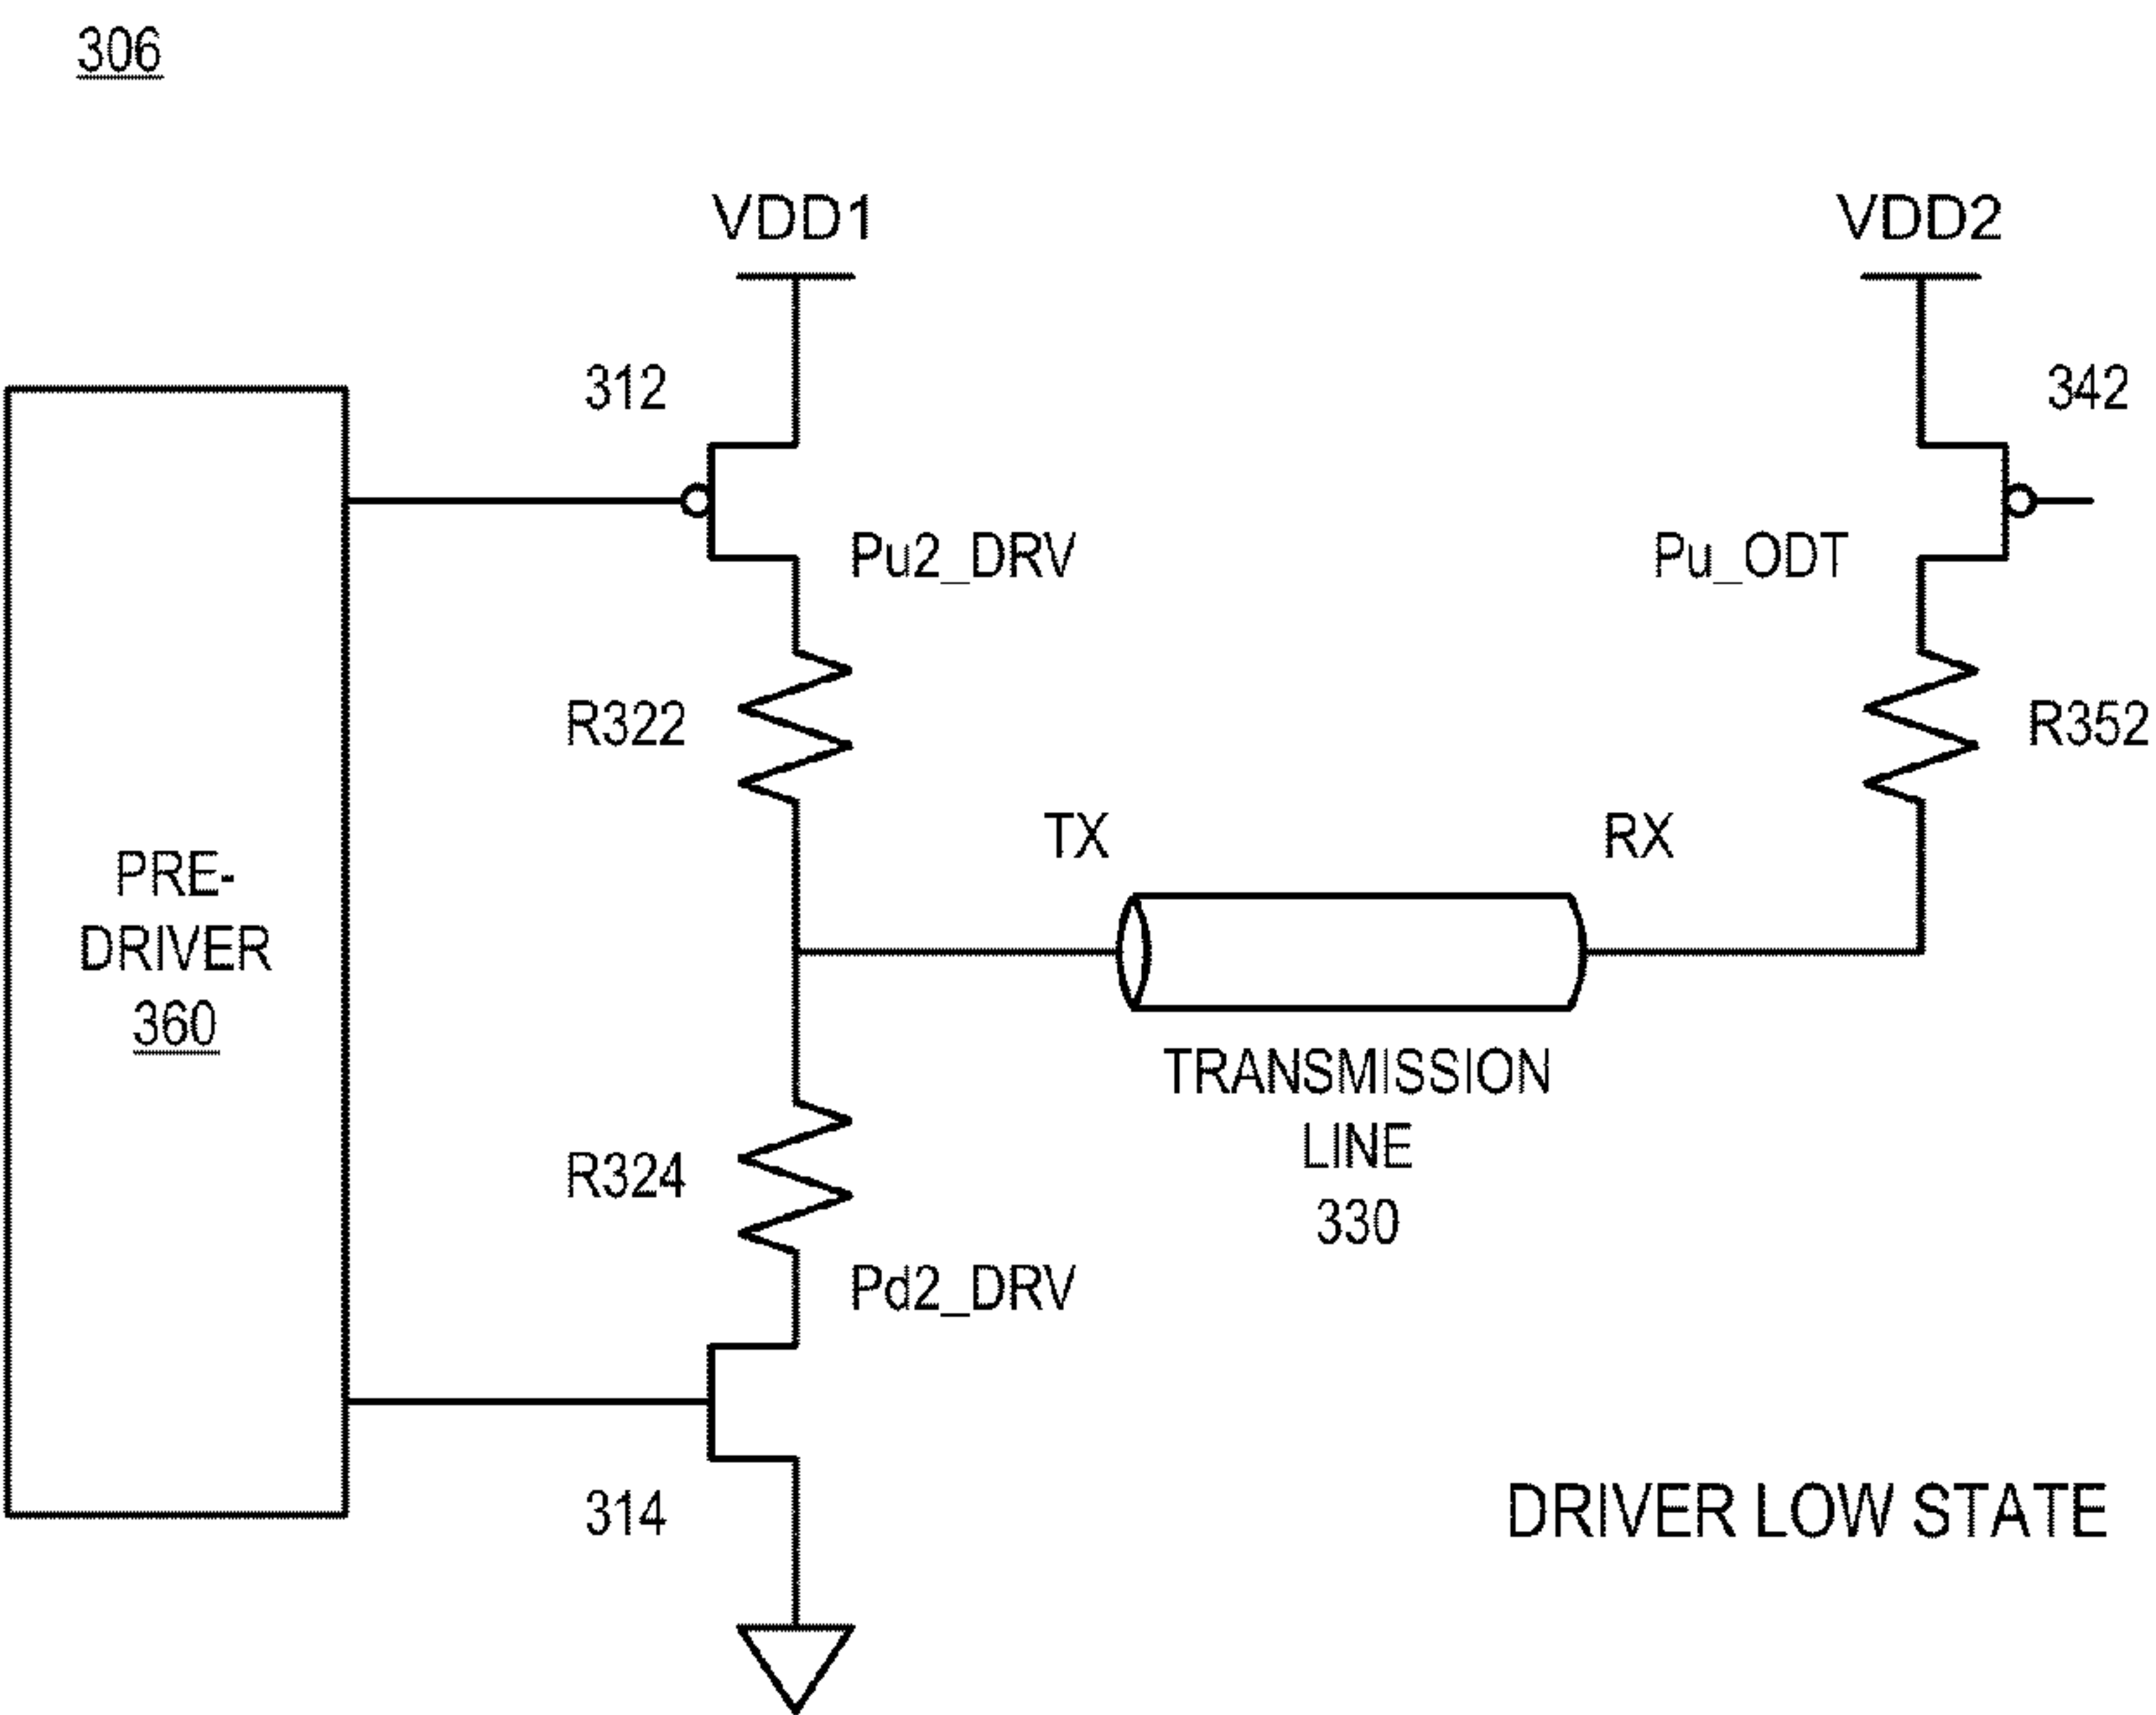 306
VDD1
VDD2
312
342
Pu2_DRV
Pu_ODT
R322
R352
TX
RX
PRE-
DRIVER
360
TRANSMISSION
LINE
330
R324
Pd2_DRV
314
DRIVER LOW STATE